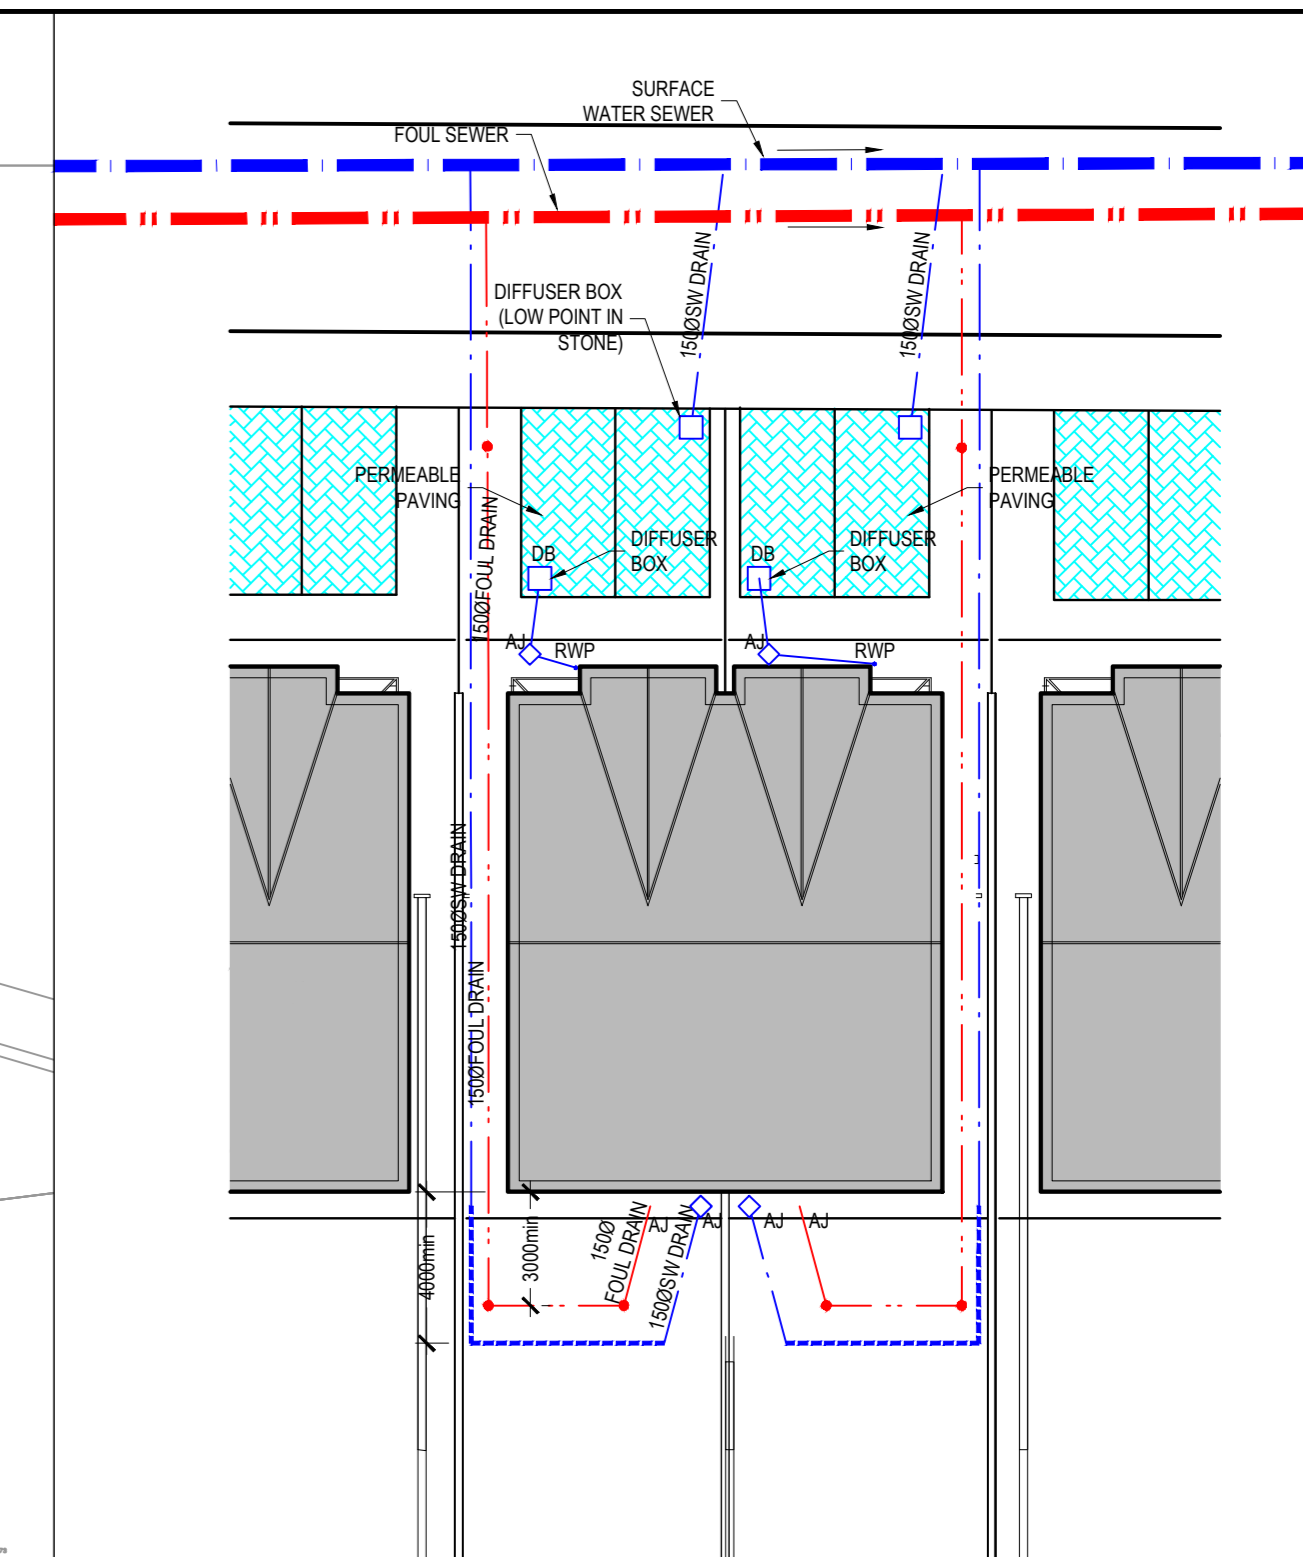 SURFACE
WATER SEWER
FOUL SEWER
150ØSW DRAIN
150ØSW DRAIN
DIFFUSER BOX
(LOW POINT IN
STONE)
PERMEABLE
PAVING
PERMEABLE
PAVING
150ØFOUL DRAIN
DB
DIFFUSER
BOX
DB
DIFFUSER
BOX
AJ
RWP
AJ
RWP
150ØSW DRAIN
150ØFOUL DRAIN
4000min
3000min
150Ø
FOUL DRAIN
AJ
150ØSW DRAIN
AJ
AJ
AJ